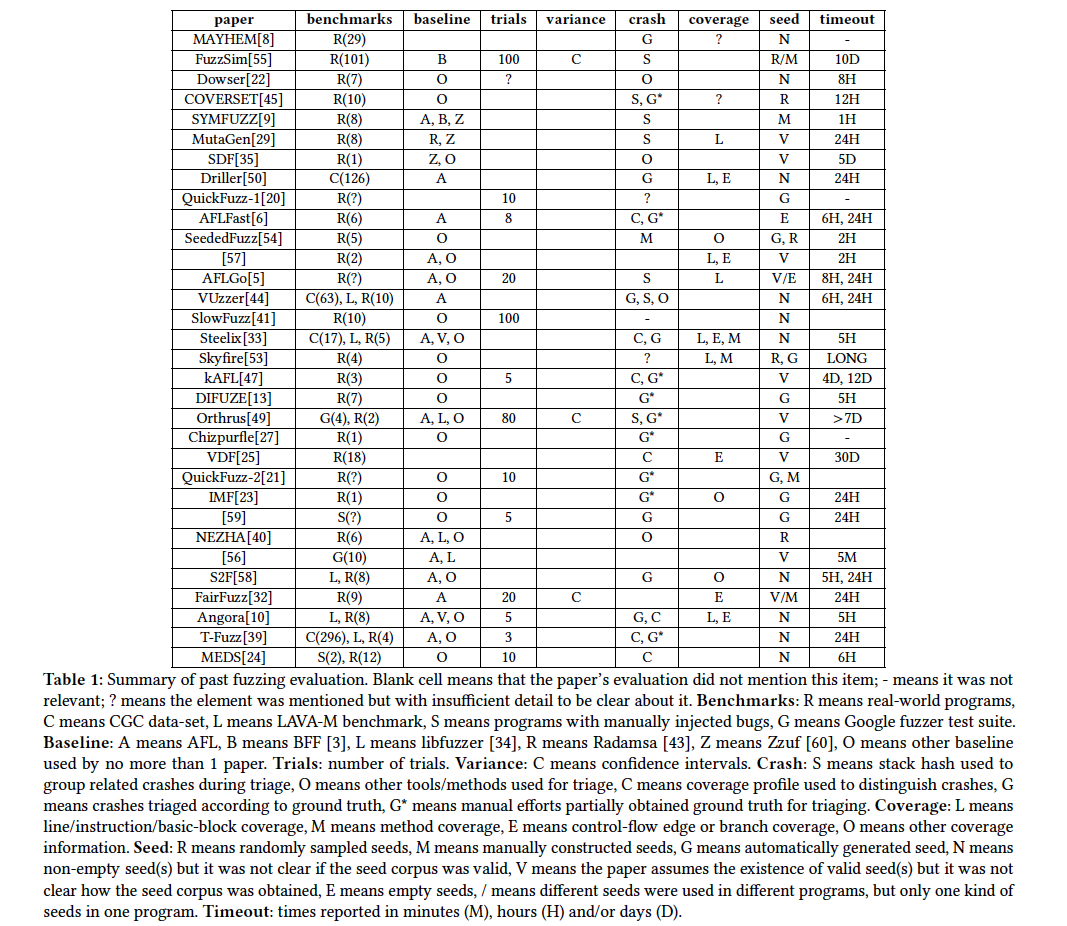 paper benchmarks baseline trials variance crash coverage seed timeout
MAYHEM[8] R(29) G ? N -
FuzzSim[55] R(101) B 100 C S R/M 10D
Dowser[22] R(7) O ? O N 8H
COVERSET[45] R(10) O S, G* ? R 12H
SYMFUZZ[9] R(8) A, B, Z S M 1H
MutaGen[29] R(8) R, Z S L V 24H
SDF[35] R(1) Z, O O V 5D
Driller[50] C(126) A G L, E N 24H
QuickFuzz-1[20] R(?) 10 ? G -
AFLFast[6] R(6) A 8 C, G* E 6H, 24H
SeededFuzz[54] R(5) O M O G, R 2H
[57] R(2) A, O L, E V 2H
AFLGo[5] R(?) A, O 20 S L V/E 8H, 24H
VUzzer[44] C(63), L, R(10) A G, S, O N 6H, 24H
SlowFuzz[41] R(10) O 100 - N
Steelix[33] C(17), L, R(5) A, V, O C, G L, E, M N 5H
Skyfire[53] R(4) O ? L, M R, G LONG
kAFL[47] R(3) O 5 C, G* V 4D, 12D
DIFUZE[13] R(7) O G* G 5H
Orthrus[49] G(4), R(2) A, L, O 80 C S, G* V >7D
Chizpurfle[27] R(1) O G* G -
VDF[25] R(18) C E V 30D
QuickFuzz-2[21] R(?) O 10 G* G, M
IMF[23] R(1) O G* O G 24H
[59] S(?) O 5 G G 24H
NEZHA[40] R(6) A, L, O O R
[56] G(10) A, L V 5M
S2F[58] L, R(8) A, O G O N 5H, 24H
FairFuzz[32] R(9) A 20 C E V/M 24H
Angora[10] L, R(8) A, V, O 5 G, C L, E N 5H
T-Fuzz[39] C(296), L, R(4) A, O 3 C, G* N 24H
MEDS[24] S(2), R(12) O 10 C N 6H
Table 1: Summary of past fuzzing evaluation. Blank cell means that the paper's evaluation did not mention this item; - means it was not
relevant; ? means the element was mentioned but with insufficient detail to be clear about it. Benchmarks: R means real-world programs,
C means CGC data-set, L means LAVA-M benchmark, S means programs with manually injected bugs, G means Google fuzzer test suite.
Baseline: A means AFL, B means BFF [3], L means libfuzzer [34], R means Radamsa [43], Z means Zzuf [60], O means other baseline
used by no more than 1 paper. Trials: number of trials. Variance: C means confidence intervals. Crash: S means stack hash used to
group related crashes during triage, O means other tools/methods used for triage, C means coverage profile used to distinguish crashes, G
means crashes triaged according to ground truth, G* means manual efforts partially obtained ground truth for triaging. Coverage: L means
line/instruction/basic-block coverage, M means method coverage, E means control-flow edge or branch coverage, O means other coverage
information. Seed: R means randomly sampled seeds, M means manually constructed seeds, G means automatically generated seed, N means
non-empty seed(s) but it was not clear if the seed corpus was valid, V means the paper assumes the existence of valid seed(s) but it was not
clear how the seed corpus was obtained, E means empty seeds, / means different seeds were used in different programs, but only one kind of
seeds in one program. Timeout: times reported in minutes (M), hours (H) and/or days (D).